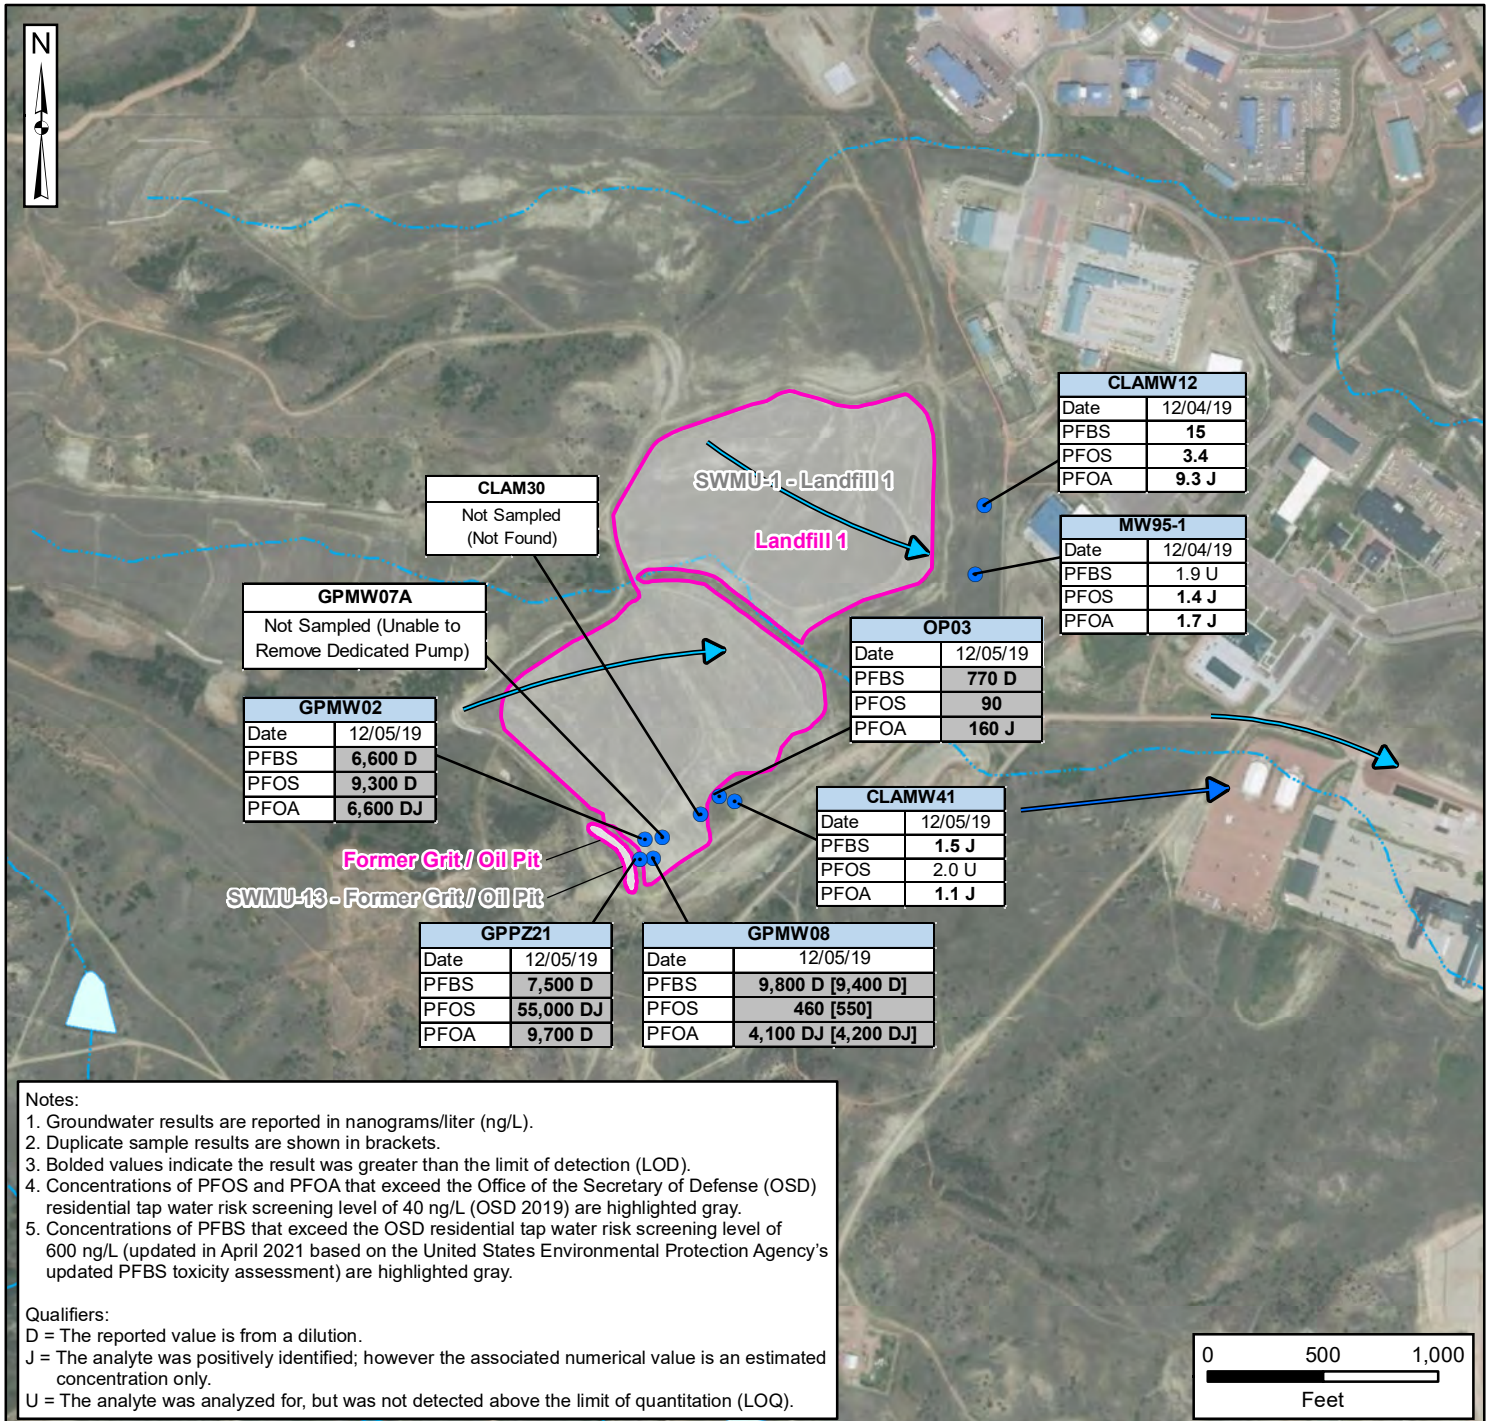 N
CLAMW12
Date 12/04/19
PFBS 15
PFOS 3.4
PFOA 9.3 J
SWMU-1 - Landfill 1
Landfill 1
CLAM30
Not Sampled
(Not Found)
MW95-1
Date 12/04/19
PFBS 1.9 U
PFOS 1.4 J
PFOA 1.7 J
GPMW07A
Not Sampled (Unable to
Remove Dedicated Pump)
OP03
Date 12/05/19
PFBS 770 D
PFOS 90
PFOA 160 J
GPMW02
Date 12/05/19
PFBS 6,600 D
PFOS 9,300 D
PFOA 6,600 DJ
CLAMW41
Date 12/05/19
PFBS 1.5 J
PFOS 2.0 U
PFOA 1.1 J
Former Grit / Oil Pit
SWMU-13 - Former Grit / Oil Pit
GPPZ21
Date 12/05/19
PFBS 7,500 D
PFOS 55,000 DJ
PFOA 9,700 D
GPMW08
Date 12/05/19
PFBS 9,800 D [9,400 D]
PFOS 460 [550]
PFOA 4,100 DJ [4,200 DJ]
Notes:
1. Groundwater results are reported in nanograms/liter (ng/L).
2. Duplicate sample results are shown in brackets.
3. Bolded values indicate the result was greater than the limit of detection (LOD).
4. Concentrations of PFOS and PFOA that exceed the Office of the Secretary of Defense (OSD)
residential tap water risk screening level of 40 ng/L (OSD 2019) are highlighted gray.
5. Concentrations of PFBS that exceed the OSD residential tap water risk screening level of
600 ng/L (updated in April 2021 based on the United States Environmental Protection Agency's
updated PFBS toxicity assessment) are highlighted gray.
Qualifiers:
D = The reported value is from a dilution.
J = The analyte was positively identified; however the associated numerical value is an estimated
concentration only.
U = The analyte was analyzed for, but was not detected above the limit of quantitation (LOQ).
0 500 1,000
Feet